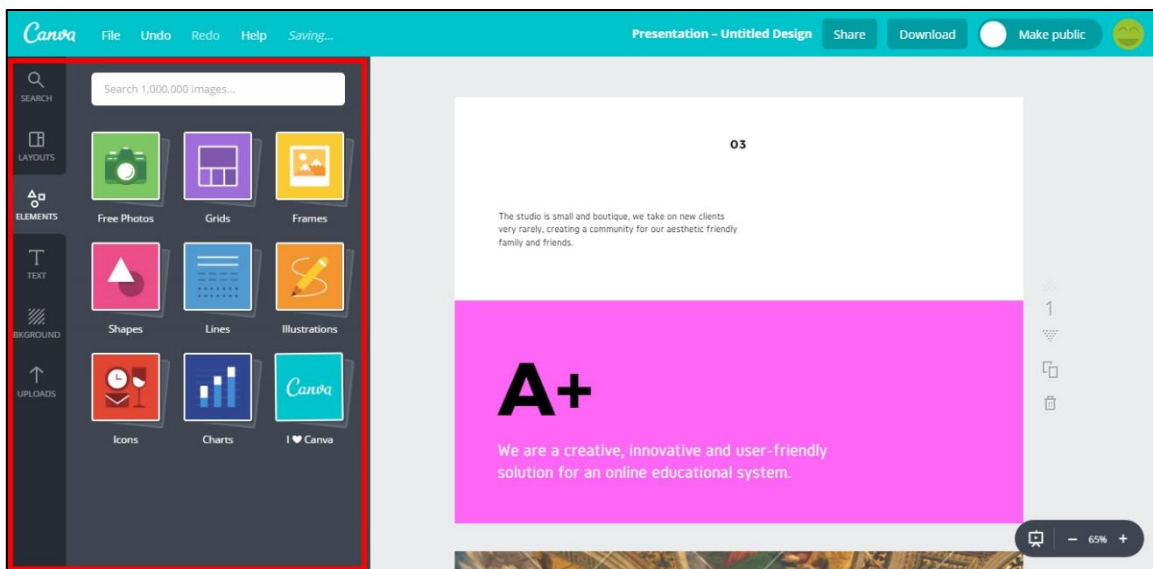 Canva File Undo Redo Help Saving... Presentation – Untitled Design Share Download Make public
SEARCH
LAYOUTS
ELEMENTS
TEXT
BKGROUND
UPLOADS
Search 1,000,000 images...
Free Photos Grids Frames
Shapes Lines Illustrations
Canva
Icons Charts I ♥ Canva
03
The studio is small and boutique, we take on new clients
very rarely, creating a community for our aesthetic friendly
family and friends.
A+
We are a creative, innovative and user-friendly
solution for an online educational system.
1
− 65% +